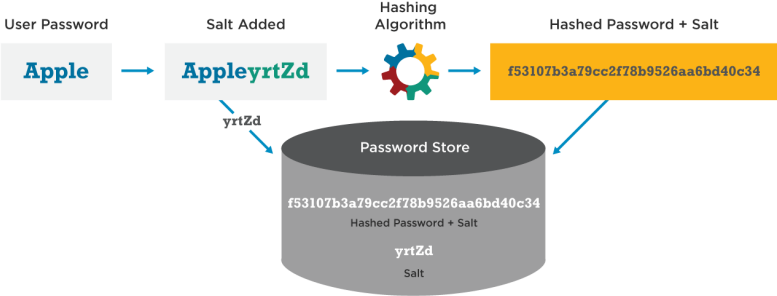 User Password
Salt Added
Hashing
Algorithm
Hashed Password + Salt
Apple
AppleyrtZd
f53107b3a79cc2f78b9526aa6bd40c34
yrtZd
Password Store
f53107b3a79cc2f78b9526aa6bd40c34
Hashed Password + Salt
yrtZd
Salt